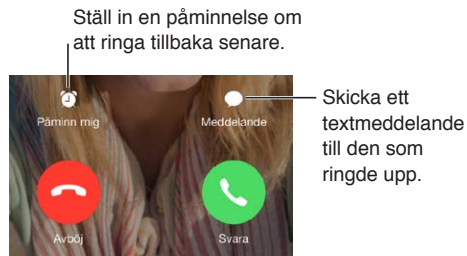 Ställ in en påminnelse om
att ringa tillbaka senare.
Påminn mig
Meddelande
Skicka ett
textmeddelande
till den som
ringde upp.
Avböj
Svara